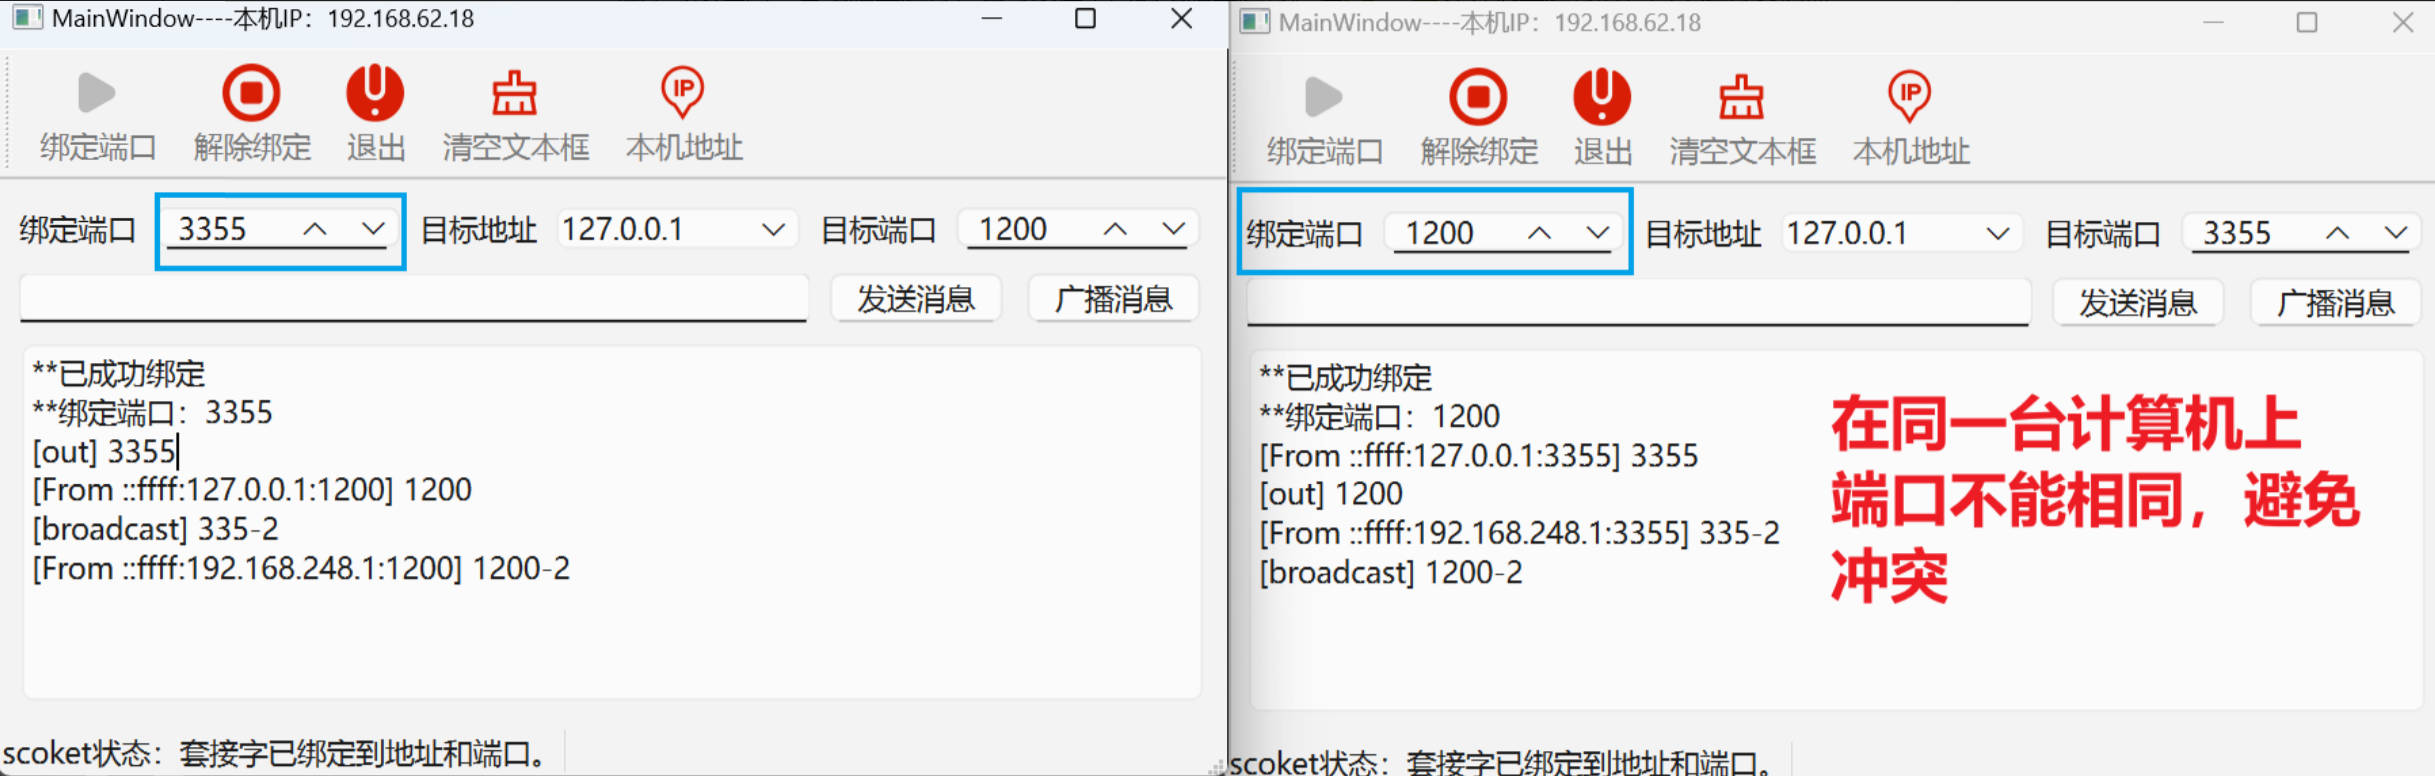 MainWindow----本机IP：192.168.62.18
绑定端口 解除绑定 退出 清空文本框 本机地址
绑定端口 3355 目标地址 127.0.0.1 目标端口 1200
发送消息 广播消息
**已成功绑定
**绑定端口：3355
[out] 3355
[From ::ffff:127.0.0.1:1200] 1200
[broadcast] 335-2
[From ::ffff:192.168.248.1:1200] 1200-2
scoket状态：套接字已绑定到地址和端口。
MainWindow----本机IP：192.168.62.18
绑定端口 解除绑定 退出 清空文本框 本机地址
绑定端口 1200 目标地址 127.0.0.1 目标端口 3355
发送消息 广播消息
**已成功绑定
**绑定端口：1200
[From ::ffff:127.0.0.1:3355] 3355
[out] 1200
[From ::ffff:192.168.248.1:3355] 335-2
[broadcast] 1200-2
在同一台计算机上
端口不能相同，避免
冲突
scoket状态：套接字已绑定到地址和端口。